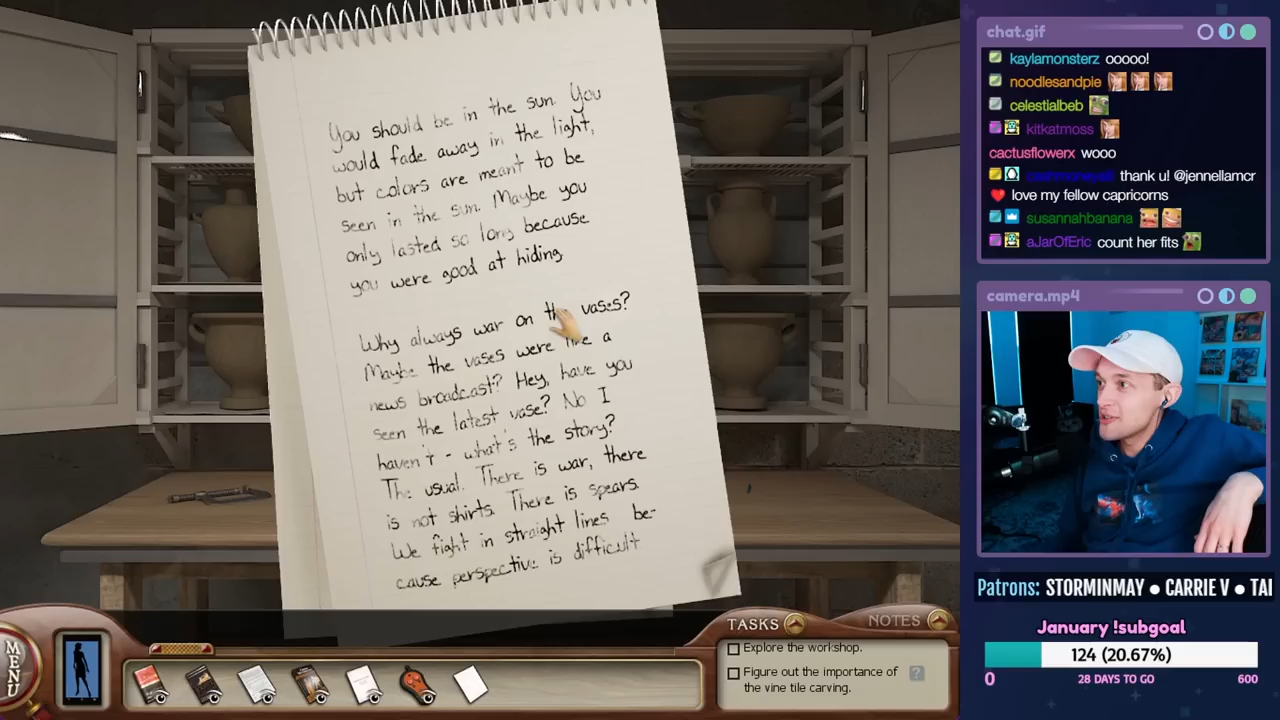 You should be in the sun. You
would fade away in the light,
but colors are meant to be
seen in the sun. Maybe you
only lasted so long because
you were good at hiding.
Why always war on the vases?
Maybe the vases were like a
news broadcast? Hey, have you
seen the latest vase? No I
haven't - what's the story?
The usual. There is war, there
is not shirts. There is spears.
We fight in straight lines be-
cause perspective is difficult
MENU
TASKS
NOTES
Explore the workshop.
Figure out the importance of
the vine tile carving.
?
chat.gif
kaylamonsterz ooooo!
noodlesandpie
celestialbeb
kitkatmoss
cactusflowerx wooo
thank u! @jennellamcr
love my fellow capricorns
susannahbanana
aJarOfEric count her fits
camera.mp4
Patrons: STORMINMAY ● CARRIE V ● TAI
January !subgoal
124 (20.67%)
0 28 DAYS TO GO 600